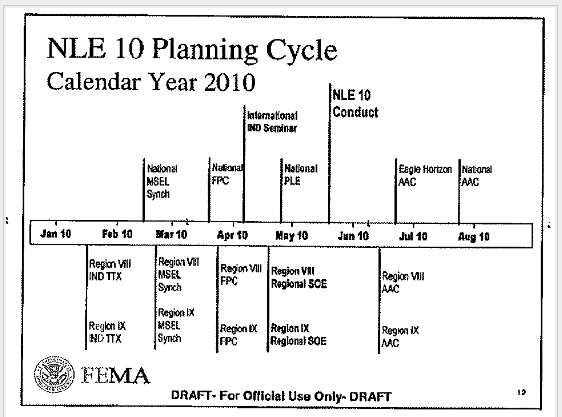 NLE 10 Planning Cycle
Calendar Year 2010
NLE 10
Conduct
International
IND Seminar
National
MSEL
Synch
National
FPC
National
PLE
Eagle Horizon
AAC
National
AAC
Jan 10
Feb 10
Mar 10
Apr 10
May 10
Jun 10
Jul 10
Aug 10
Region VIII
IND TTX
Region VIII
MSEL
Synch
Region VIII
FPC
Region VIII
Regional SOE
Region VIII
AAC
Region IX
IND TTX
Region IX
MSEL
Synch
Region IX
FPC
Region IX
Regional SOE
Region IX
AAC
FEMA
DRAFT- For Official Use Only- DRAFT